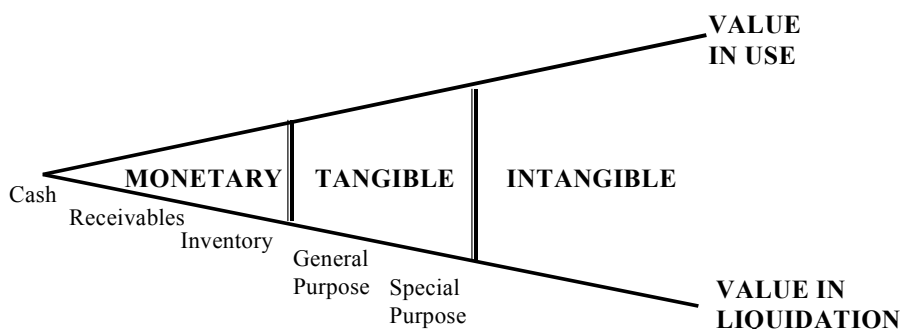 VALUE
IN USE
MONETARY
TANGIBLE
INTANGIBLE
Cash
Receivables
Inventory
General
Purpose
Special
Purpose
VALUE IN
LIQUIDATION